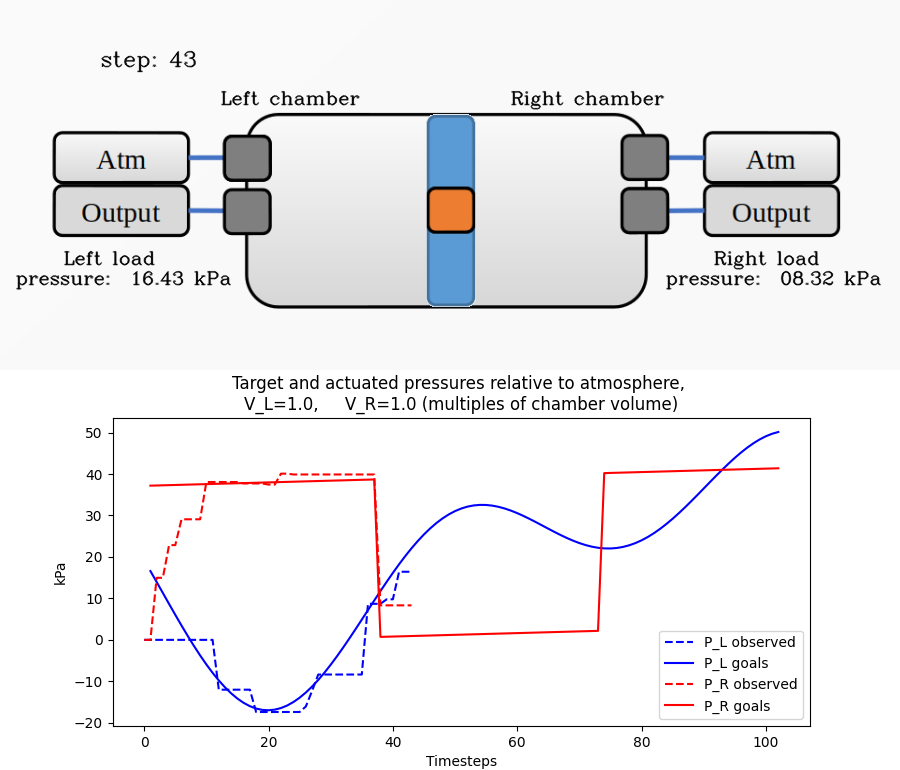 step: 43
Left chamber
Right chamber
Atm
Atm
Output
Output
Left load
pressure: 16.43 kPa
Right load
pressure: 08.32 kPa
Target and actuated pressures relative to atmosphere,
V_L=1.0, V_R=1.0 (multiples of chamber volume)
50
40
30
20
10
0
−10
−20
kPa
P_L observed
P_L goals
P_R observed
P_R goals
0 20 40 60 80 100
Timesteps